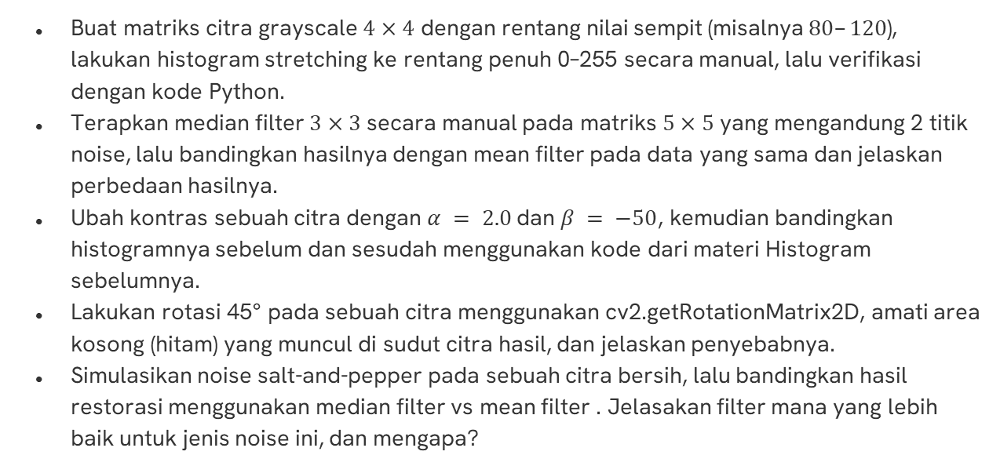 • Buat matriks citra grayscale 4 × 4 dengan rentang nilai sempit (misalnya 80– 120),
lakukan histogram stretching ke rentang penuh 0–255 secara manual, lalu verifikasi
dengan kode Python.
• Terapkan median filter 3 × 3 secara manual pada matriks 5 × 5 yang mengandung 2 titik
noise, lalu bandingkan hasilnya dengan mean filter pada data yang sama dan jelaskan
perbedaan hasilnya.
• Ubah kontras sebuah citra dengan α = 2.0 dan β = −50, kemudian bandingkan
histogramnya sebelum dan sesudah menggunakan kode dari materi Histogram
sebelumnya.
• Lakukan rotasi 45° pada sebuah citra menggunakan cv2.getRotationMatrix2D, amati area
kosong (hitam) yang muncul di sudut citra hasil, dan jelaskan penyebabnya.
• Simulasikan noise salt-and-pepper pada sebuah citra bersih, lalu bandingkan hasil
restorasi menggunakan median filter vs mean filter . Jelasakan filter mana yang lebih
baik untuk jenis noise ini, dan mengapa?